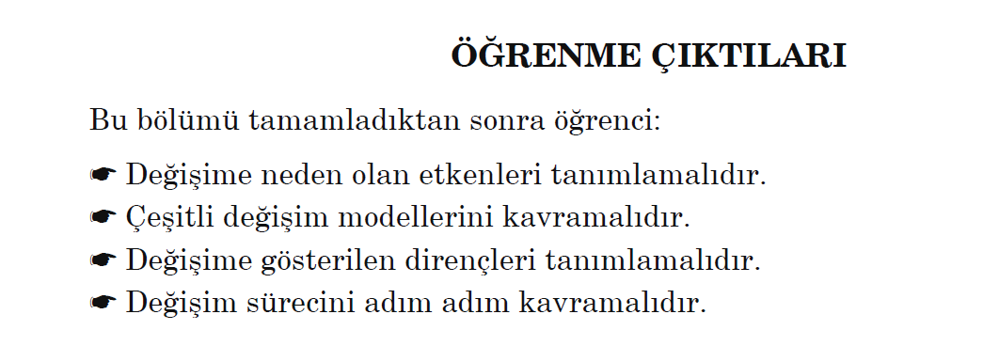 ÖĞRENME ÇIKTILARI
Bu bölümü tamamladıktan sonra öğrenci:
☛ Değişime neden olan etkenleri tanımlamalıdır.
☛ Çeşitli değişim modellerini kavramalıdır.
☛ Değişime gösterilen dirençleri tanımlamalıdır.
☛ Değişim sürecini adım adım kavramalıdır.